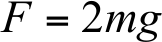 F = 2mg